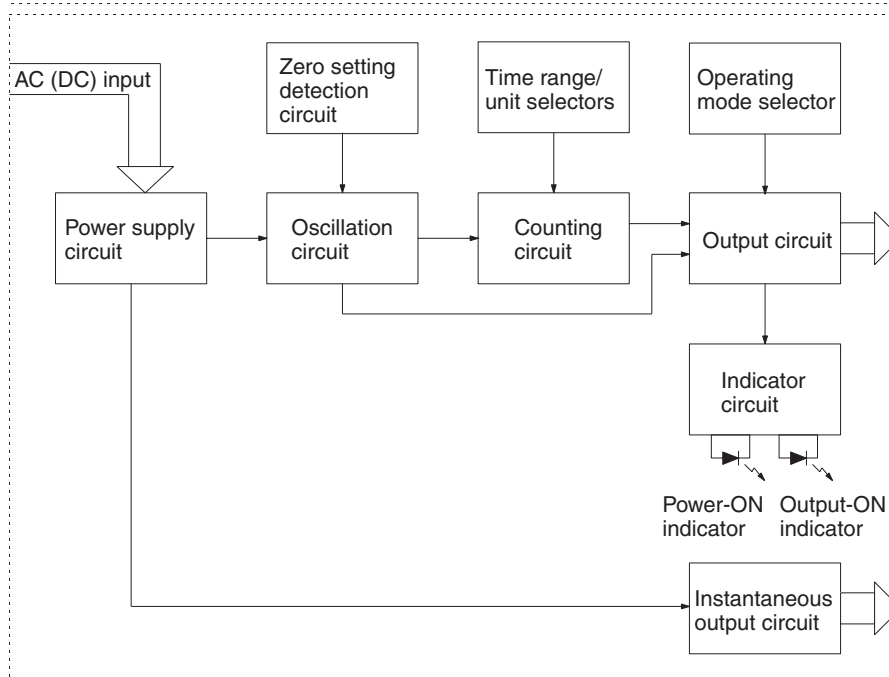 AC (DC) input
Zero setting
detection
circuit
Time range/
unit selectors
Operating
mode selector
Power supply
circuit
Oscillation
circuit
Counting
circuit
Output circuit
Indicator
circuit
Power-ON
indicator
Output-ON
indicator
Instantaneous
output circuit